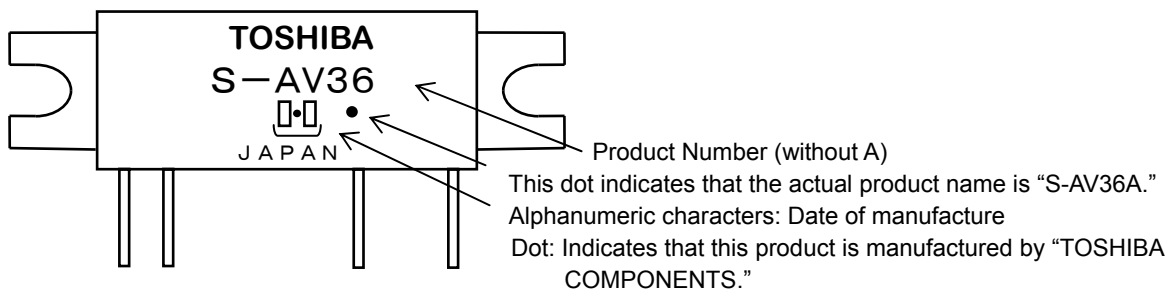 TOSHIBA
S−AV36
▯•▯ •
JAPAN
Product Number (without A)
This dot indicates that the actual product name is “S-AV36A.”
Alphanumeric characters: Date of manufacture
Dot: Indicates that this product is manufactured by “TOSHIBA
COMPONENTS.”